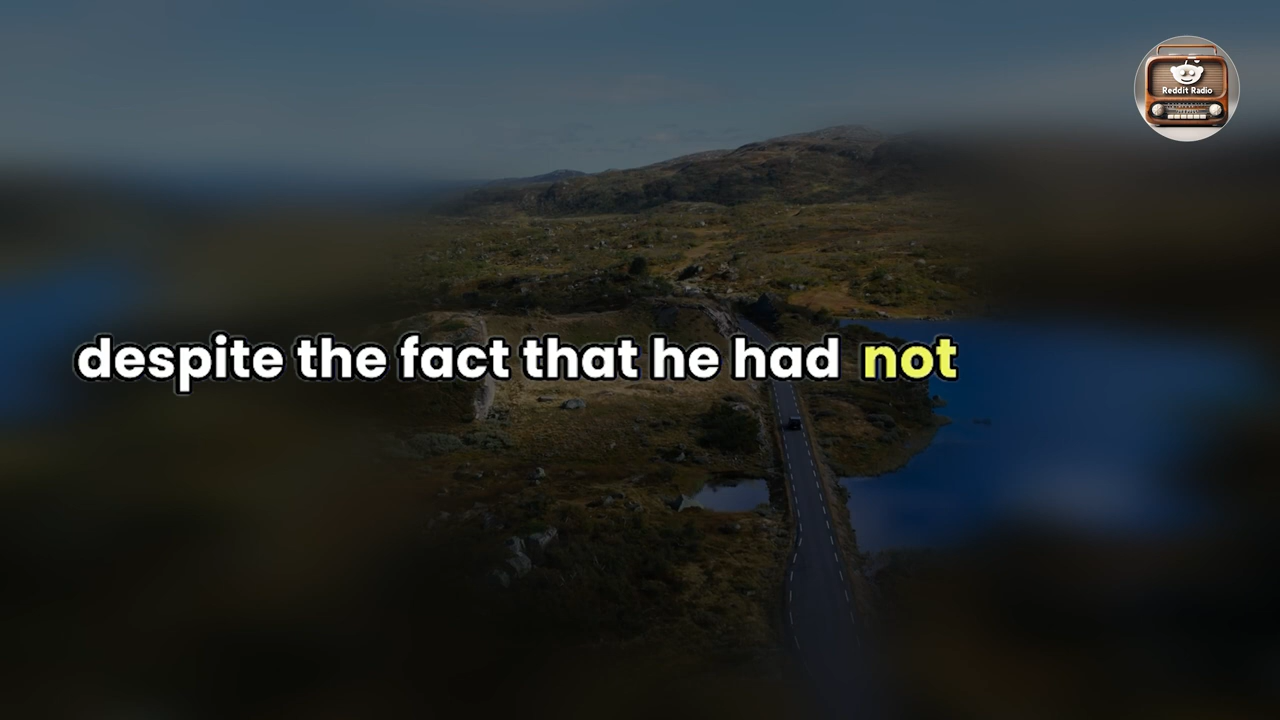 Reddit Radio
despite the fact that he had not